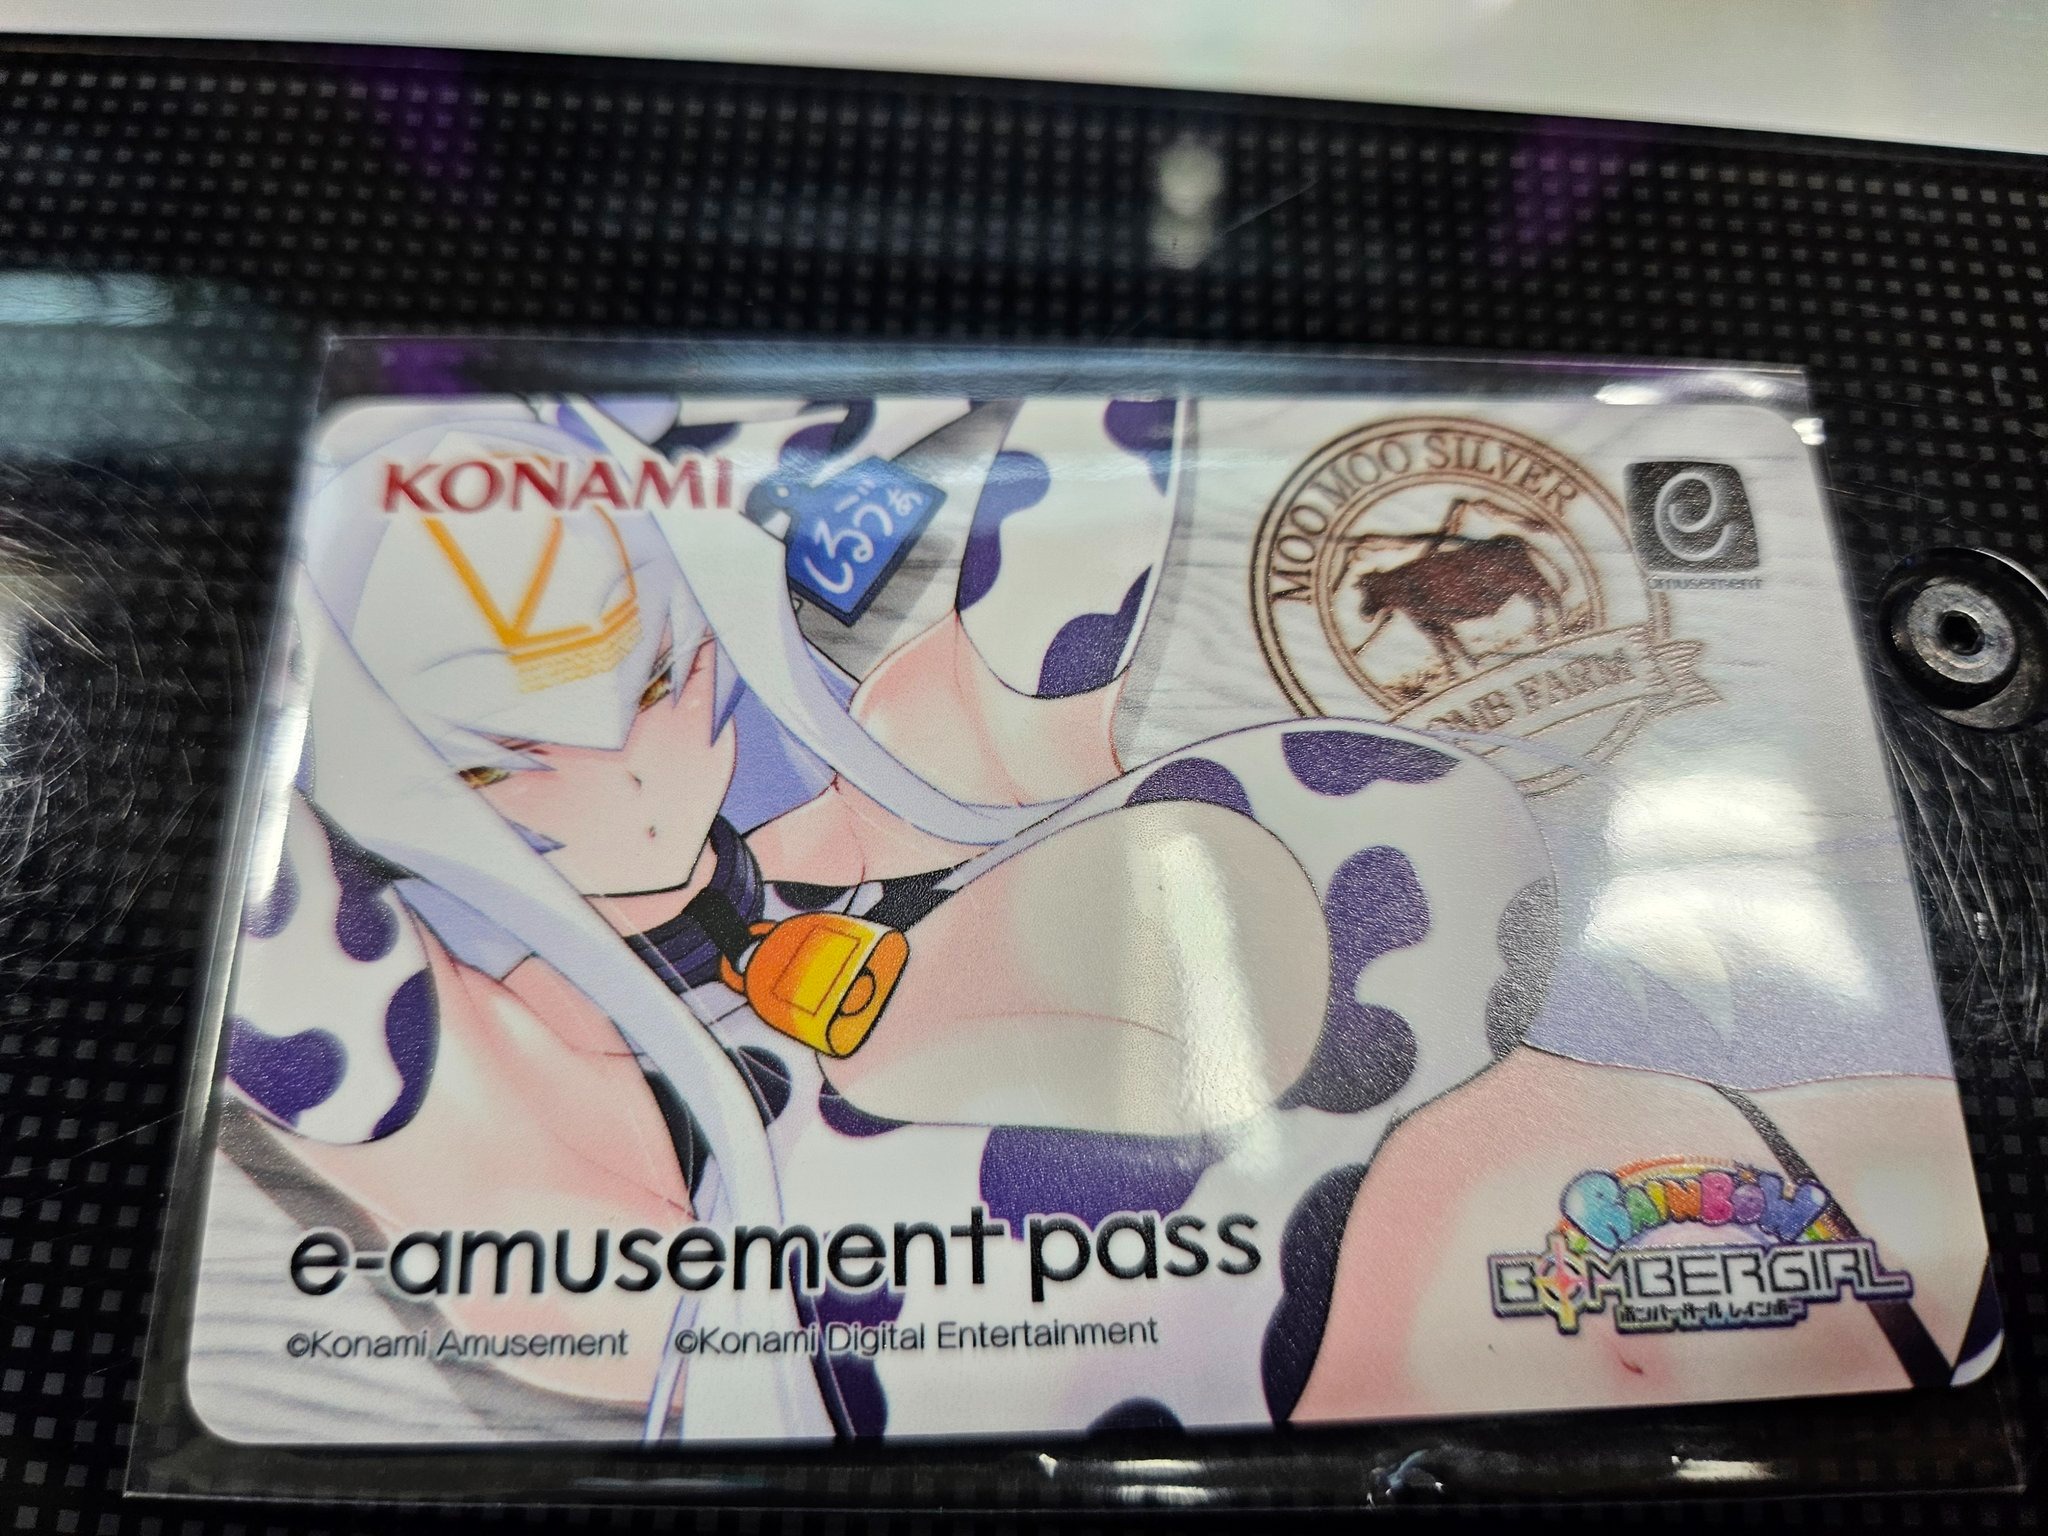 KONAMI
しるゔぁ
MOO MOO SILVER
BOMB FARM
e
amusement
e-amusement pass
©Konami Amusement ©Konami Digital Entertainment
RAINBOW
BOMBERGIRL
ボンバーガール レインボー